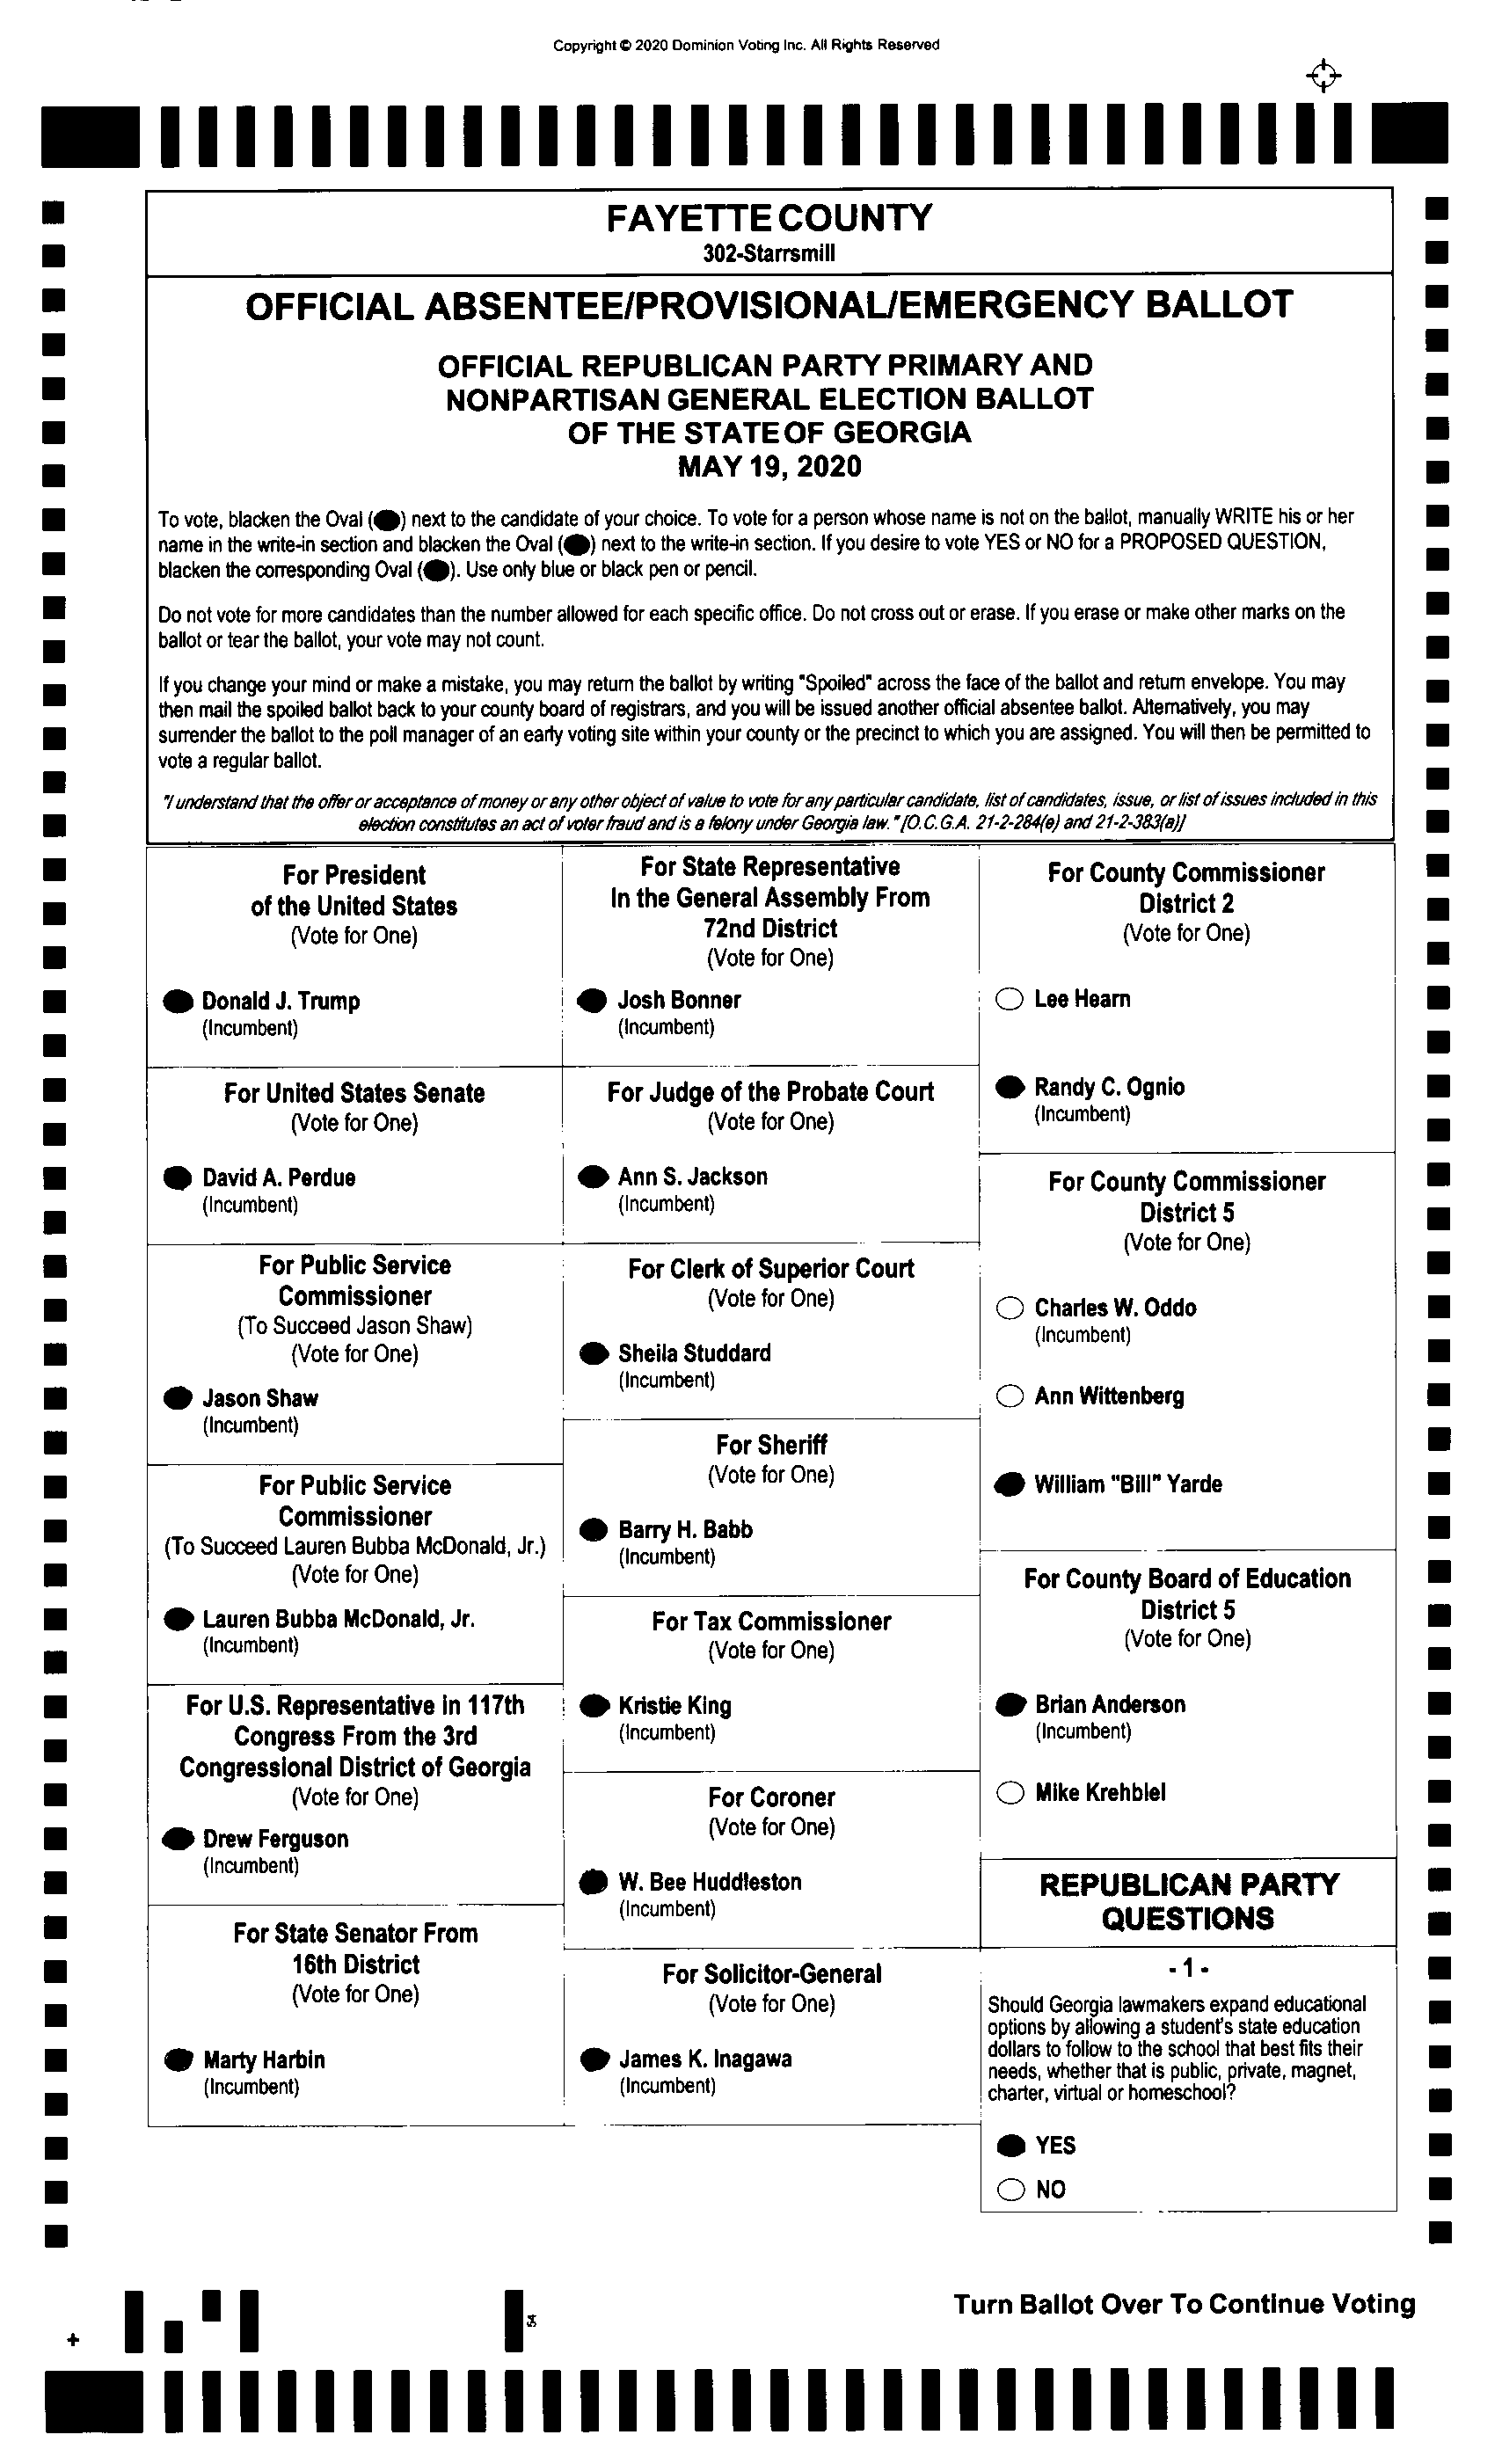 Copyright © 2020 Dominion Voting Inc. All Rights Reserved
FAYETTE COUNTY
302-Starrsmill
OFFICIAL ABSENTEE/PROVISIONAL/EMERGENCY BALLOT
OFFICIAL REPUBLICAN PARTY PRIMARY AND
NONPARTISAN GENERAL ELECTION BALLOT
OF THE STATE OF GEORGIA
MAY 19, 2020
To vote, blacken the Oval ( ) next to the candidate of your choice. To vote for a person whose name is not on the ballot, manually WRITE his or her
name in the write-in section and blacken the Oval ( ) next to the write-in section. If you desire to vote YES or NO for a PROPOSED QUESTION,
blacken the corresponding Oval ( ). Use only blue or black pen or pencil.
Do not vote for more candidates than the number allowed for each specific office. Do not cross out or erase. If you erase or make other marks on the
ballot or tear the ballot, your vote may not count.
If you change your mind or make a mistake, you may return the ballot by writing "Spoiled" across the face of the ballot and return envelope. You may
then mail the spoiled ballot back to your county board of registrars, and you will be issued another official absentee ballot. Alternatively, you may
surrender the ballot to the poll manager of an early voting site within your county or the precinct to which you are assigned. You will then be permitted to
vote a regular ballot.
"I understand that the offer or acceptance of money or any other object of value to vote for any particular candidate, list of candidates, issue, or list of issues included in this
election constitutes an act of voter fraud and is a felony under Georgia law." [O.C.G.A. 21-2-284(e) and 21-2-383(a)]
For President
of the United States
(Vote for One)
Donald J. Trump
(Incumbent)
For United States Senate
(Vote for One)
David A. Perdue
(Incumbent)
For Public Service
Commissioner
(To Succeed Jason Shaw)
(Vote for One)
Jason Shaw
(Incumbent)
For Public Service
Commissioner
(To Succeed Lauren Bubba McDonald, Jr.)
(Vote for One)
Lauren Bubba McDonald, Jr.
(Incumbent)
For U.S. Representative in 117th
Congress From the 3rd
Congressional District of Georgia
(Vote for One)
Drew Ferguson
(Incumbent)
For State Senator From
16th District
(Vote for One)
Marty Harbin
(Incumbent)
For State Representative
In the General Assembly From
72nd District
(Vote for One)
Josh Bonner
(Incumbent)
For Judge of the Probate Court
(Vote for One)
Ann S. Jackson
(Incumbent)
For Clerk of Superior Court
(Vote for One)
Sheila Studdard
(Incumbent)
For Sheriff
(Vote for One)
Barry H. Babb
(Incumbent)
For Tax Commissioner
(Vote for One)
Kristie King
(Incumbent)
For Coroner
(Vote for One)
W. Bee Huddleston
(Incumbent)
For Solicitor-General
(Vote for One)
James K. Inagawa
(Incumbent)
For County Commissioner
District 2
(Vote for One)
Lee Hearn
Randy C. Ognio
(Incumbent)
For County Commissioner
District 5
(Vote for One)
Charles W. Oddo
(Incumbent)
Ann Wittenberg
William "Bill" Yarde
For County Board of Education
District 5
(Vote for One)
Brian Anderson
(Incumbent)
Mike Krehbiel
REPUBLICAN PARTY
QUESTIONS
- 1 -
Should Georgia lawmakers expand educational
options by allowing a student's state education
dollars to follow to the school that best fits their
needs, whether that is public, private, magnet,
charter, virtual or homeschool?
YES
NO
Turn Ballot Over To Continue Voting